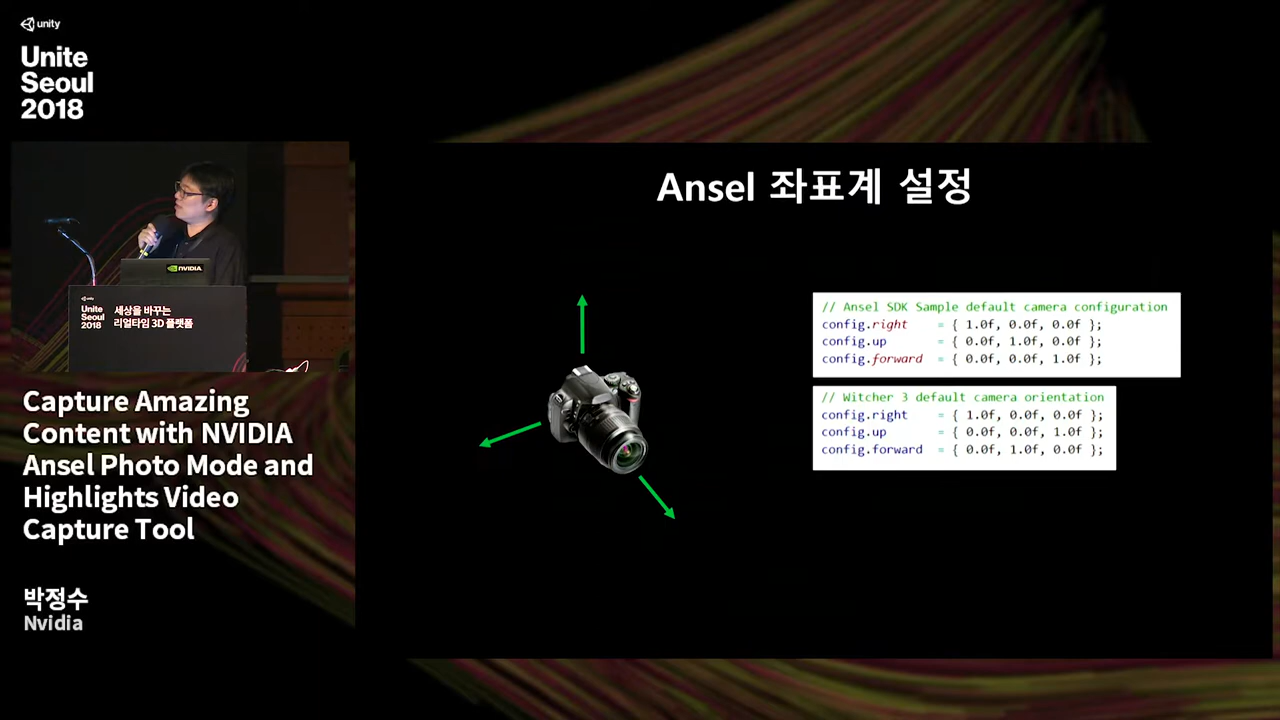 unity
Unite
Seoul
2018
NVIDIA
unity
Unite
Seoul
2018
세상을 바꾸는
리얼타임 3D 플랫폼
Capture Amazing
Content with NVIDIA
Ansel Photo Mode and
Highlights Video
Capture Tool
박정수
Nvidia
Ansel 좌표계 설정
// Ansel SDK Sample default camera configuration
config.right = { 1.0f, 0.0f, 0.0f };
config.up = { 0.0f, 1.0f, 0.0f };
config.forward = { 0.0f, 0.0f, 1.0f };
// Witcher 3 default camera orientation
config.right = { 1.0f, 0.0f, 0.0f };
config.up = { 0.0f, 0.0f, 1.0f };
config.forward = { 0.0f, 1.0f, 0.0f };